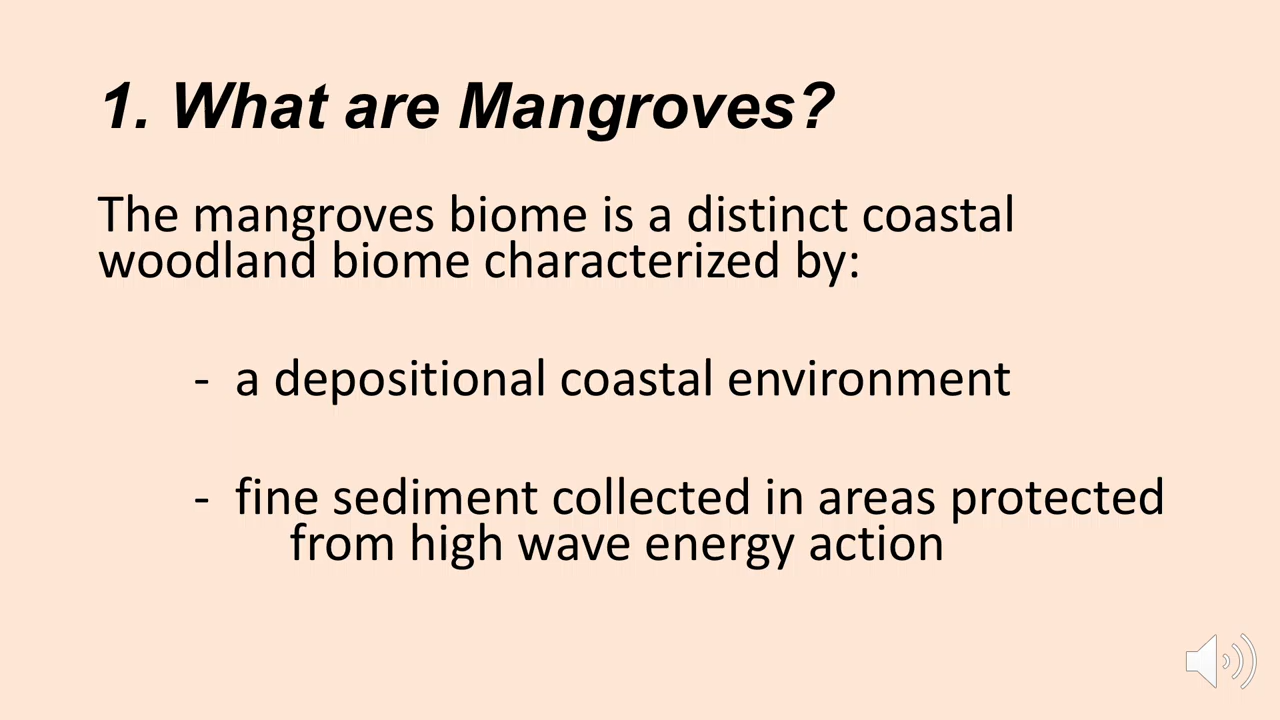 1. What are Mangroves?
The mangroves biome is a distinct coastal
woodland biome characterized by:
- a depositional coastal environment
- fine sediment collected in areas protected
from high wave energy action